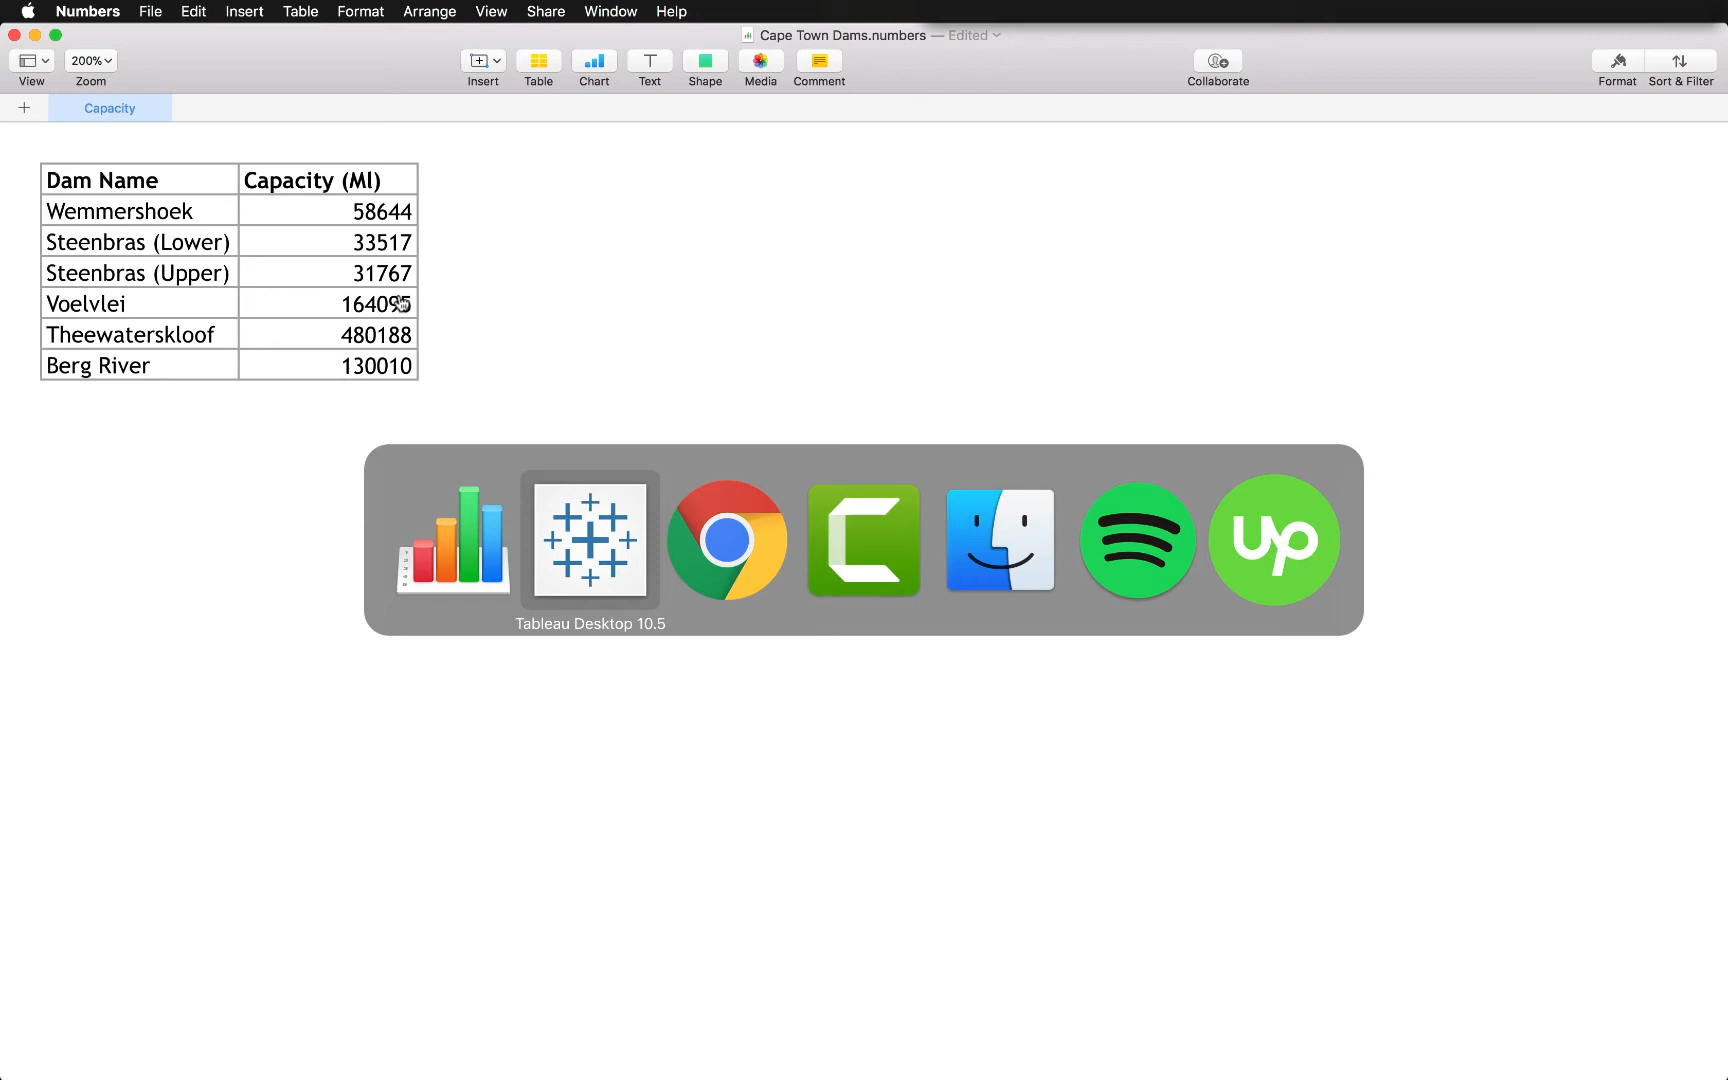 Numbers File Edit Insert Table Format Arrange View Share Window Help
Cape Town Dams.numbers — Edited
200%
View Zoom Insert Table Chart Text Shape Media Comment Collaborate Format Sort & Filter
Capacity
Dam Name Capacity (Ml)
Wemmershoek 58644
Steenbras (Lower) 33517
Steenbras (Upper) 31767
Voelvlei 164095
Theewaterskloof 480188
Berg River 130010
up
Tableau Desktop 10.5